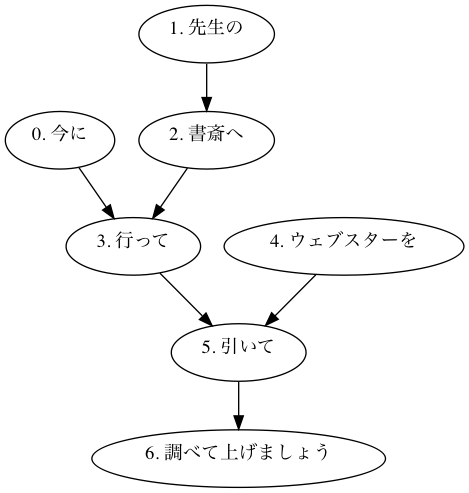 1. 先生の
0. 今に
2. 書斎へ
3. 行って
4. ウェブスターを
5. 引いて
6. 調べて上げましょう